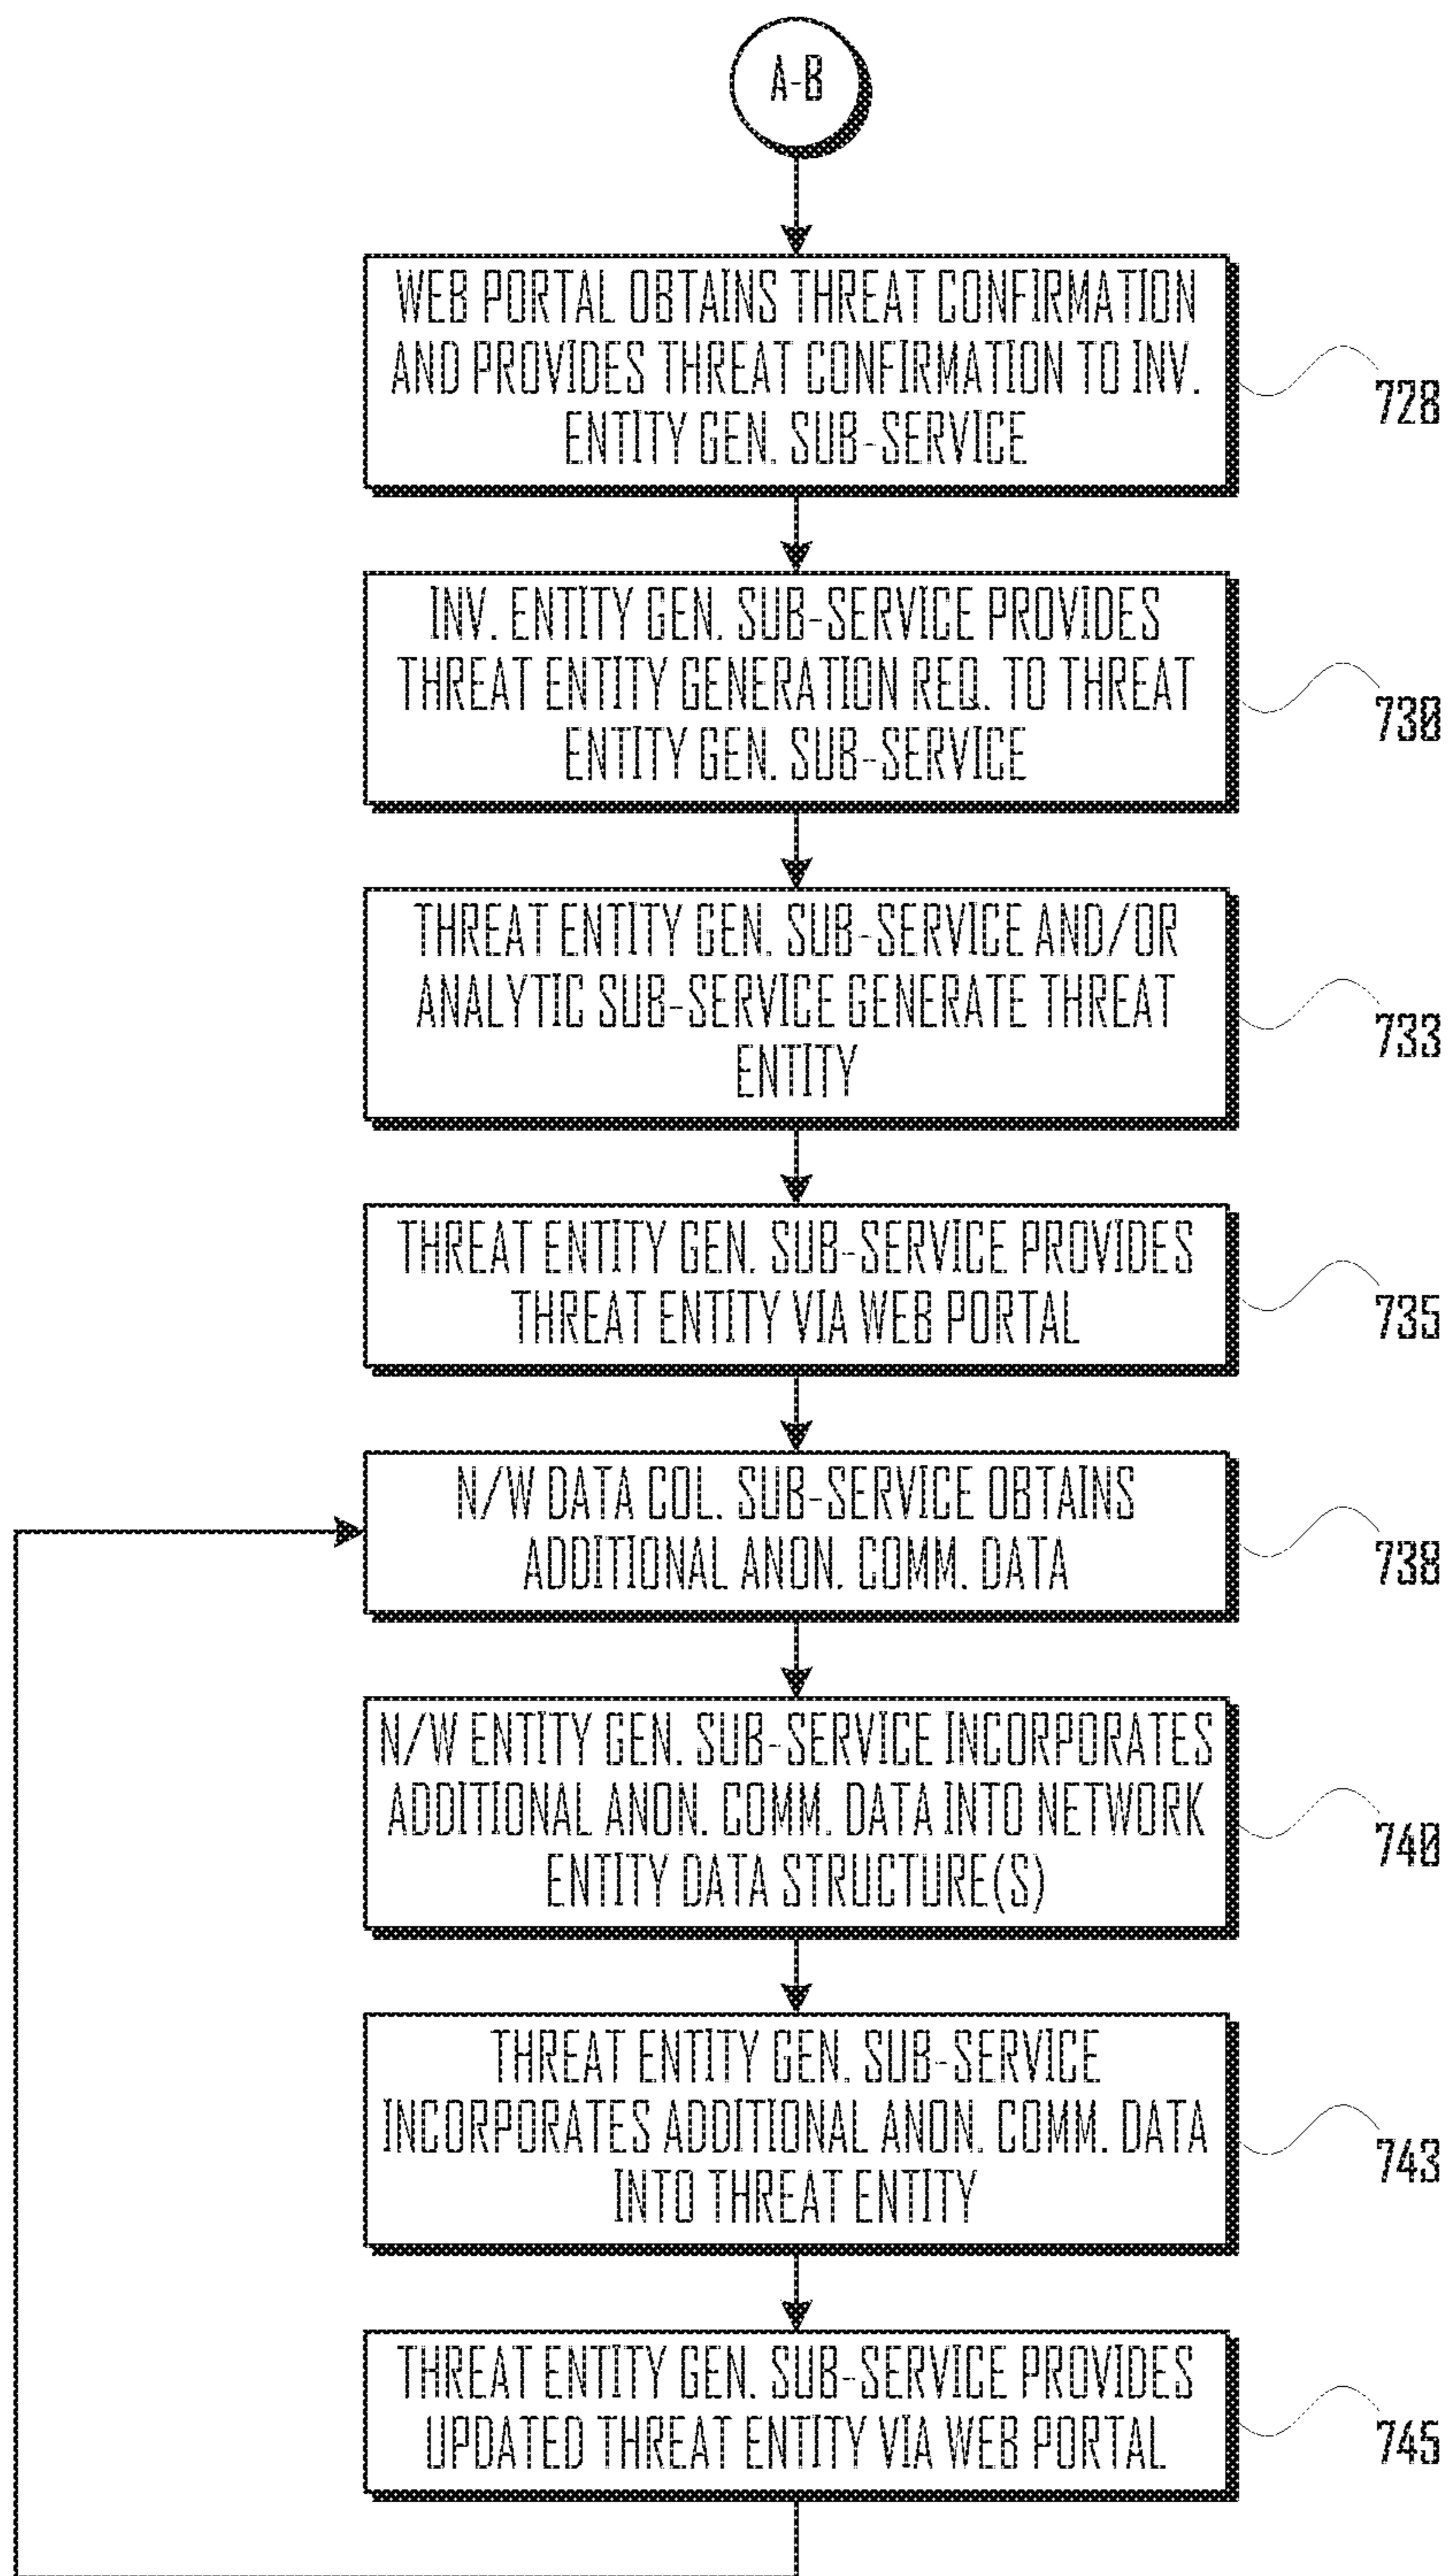 A-B
WEB PORTAL OBTAINS THREAT CONFIRMATION
AND PROVIDES THREAT CONFIRMATION TO INV.
ENTITY GEN. SUB-SERVICE
728
INV. ENTITY GEN. SUB-SERVICE PROVIDES
THREAT ENTITY GENERATION REQ. TO THREAT
ENTITY GEN. SUB-SERVICE
730
THREAT ENTITY GEN. SUB-SERVICE AND/OR
ANALYTIC SUB-SERVICE GENERATE THREAT
ENTITY
733
THREAT ENTITY GEN. SUB-SERVICE PROVIDES
THREAT ENTITY VIA WEB PORTAL
735
N/W DATA COL. SUB-SERVICE OBTAINS
ADDITIONAL ANON. COMM. DATA
738
N/W ENTITY GEN. SUB-SERVICE INCORPORATES
ADDITIONAL ANON. COMM. DATA INTO NETWORK
ENTITY DATA STRUCTURE(S)
740
THREAT ENTITY GEN. SUB-SERVICE
INCORPORATES ADDITIONAL ANON. COMM. DATA
INTO THREAT ENTITY
743
THREAT ENTITY GEN. SUB-SERVICE PROVIDES
UPDATED THREAT ENTITY VIA WEB PORTAL
745